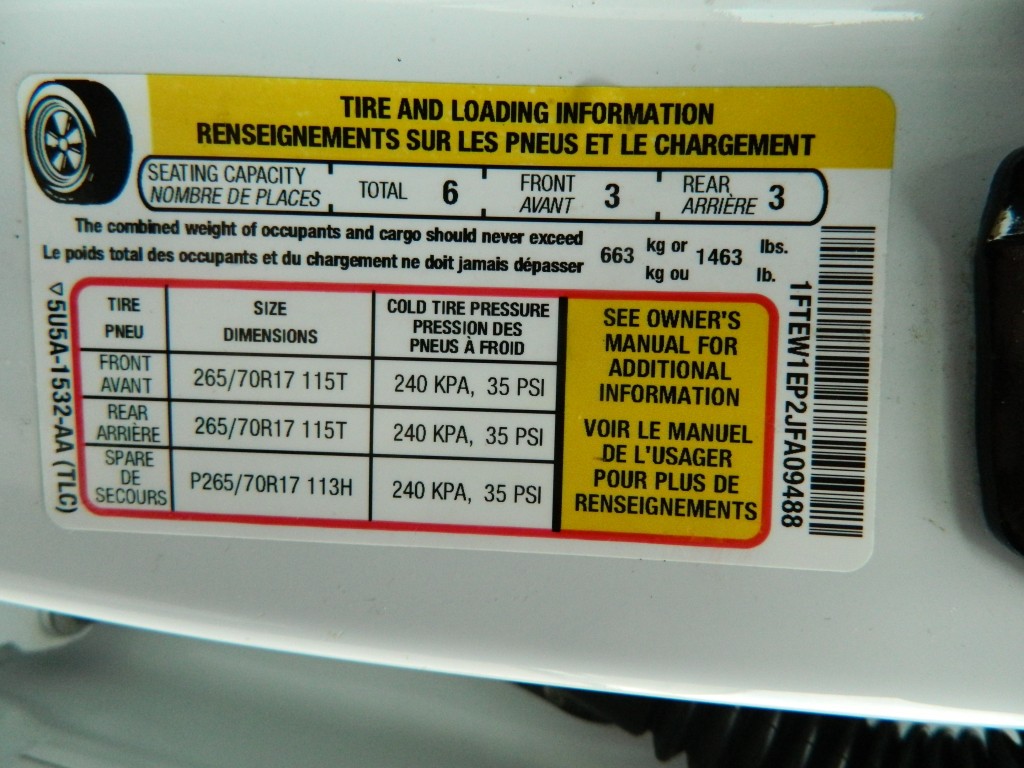 TIRE AND LOADING INFORMATION
RENSEIGNEMENTS SUR LES PNEUS ET LE CHARGEMENT
SEATING CAPACITY
NOMBRE DE PLACES
TOTAL 6
FRONT
AVANT 3
REAR
ARRIÈRE 3
The combined weight of occupants and cargo should never exceed
Le poids total des occupants et du chargement ne doit jamais dépasser
663 kg or 1463 lbs.
kg ou lb.
TIRE
PNEU
SIZE
DIMENSIONS
COLD TIRE PRESSURE
PRESSION DES
PNEUS À FROID
FRONT
AVANT
265/70R17 115T
240 KPA, 35 PSI
REAR
ARRIÈRE
265/70R17 115T
240 KPA, 35 PSI
SPARE
DE
SECOURS
P265/70R17 113H
240 KPA, 35 PSI
SEE OWNER'S
MANUAL FOR
ADDITIONAL
INFORMATION
VOIR LE MANUEL
DE L'USAGER
POUR PLUS DE
RENSEIGNEMENTS
▽5U5A-1532-AA (TLC)
1FTEW1EP2JFA09488